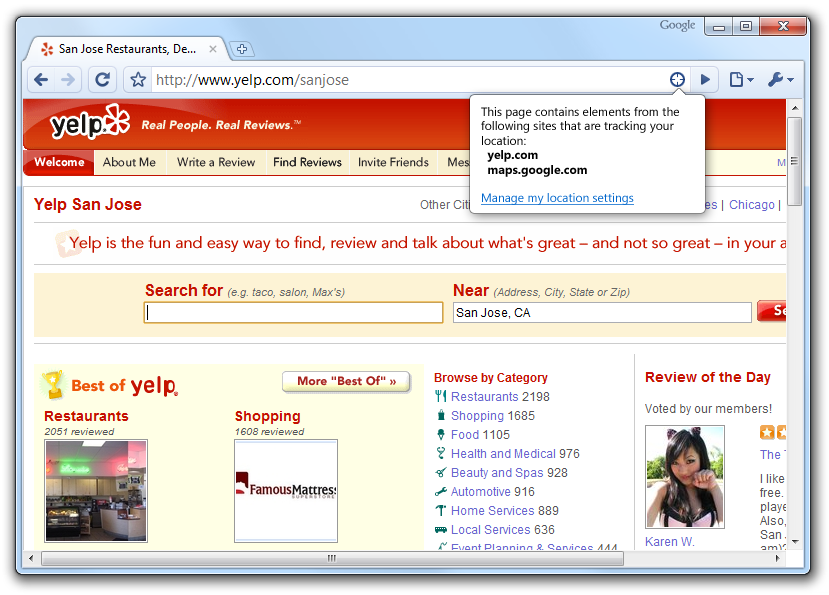 Google
San Jose Restaurants, De...
http://www.yelp.com/sanjose
This page contains elements from the
following sites that are tracking your
location:
yelp.com
maps.google.com
Manage my location settings
yelp Real People. Real Reviews.™
Welcome About Me Write a Review Find Reviews Invite Friends Mes M
Yelp San Jose Other Citi es | Chicago |
Yelp is the fun and easy way to find, review and talk about what's great – and not so great – in your a
Search for (e.g. taco, salon, Max's) Near (Address, City, State or Zip)
San Jose, CA Se
Best of yelp. More "Best Of" »
Restaurants Shopping
2051 reviewed 1608 reviewed
FamousMattress
SUPERSTORE
Browse by Category
Restaurants 2198
Shopping 1685
Food 1105
Health and Medical 976
Beauty and Spas 928
Automotive 916
Home Services 889
Local Services 636
Event Planning & Services 444
Review of the Day
Voted by our members!
The T
I like
free.
playe
Also,
San J
am)?
Karen W.